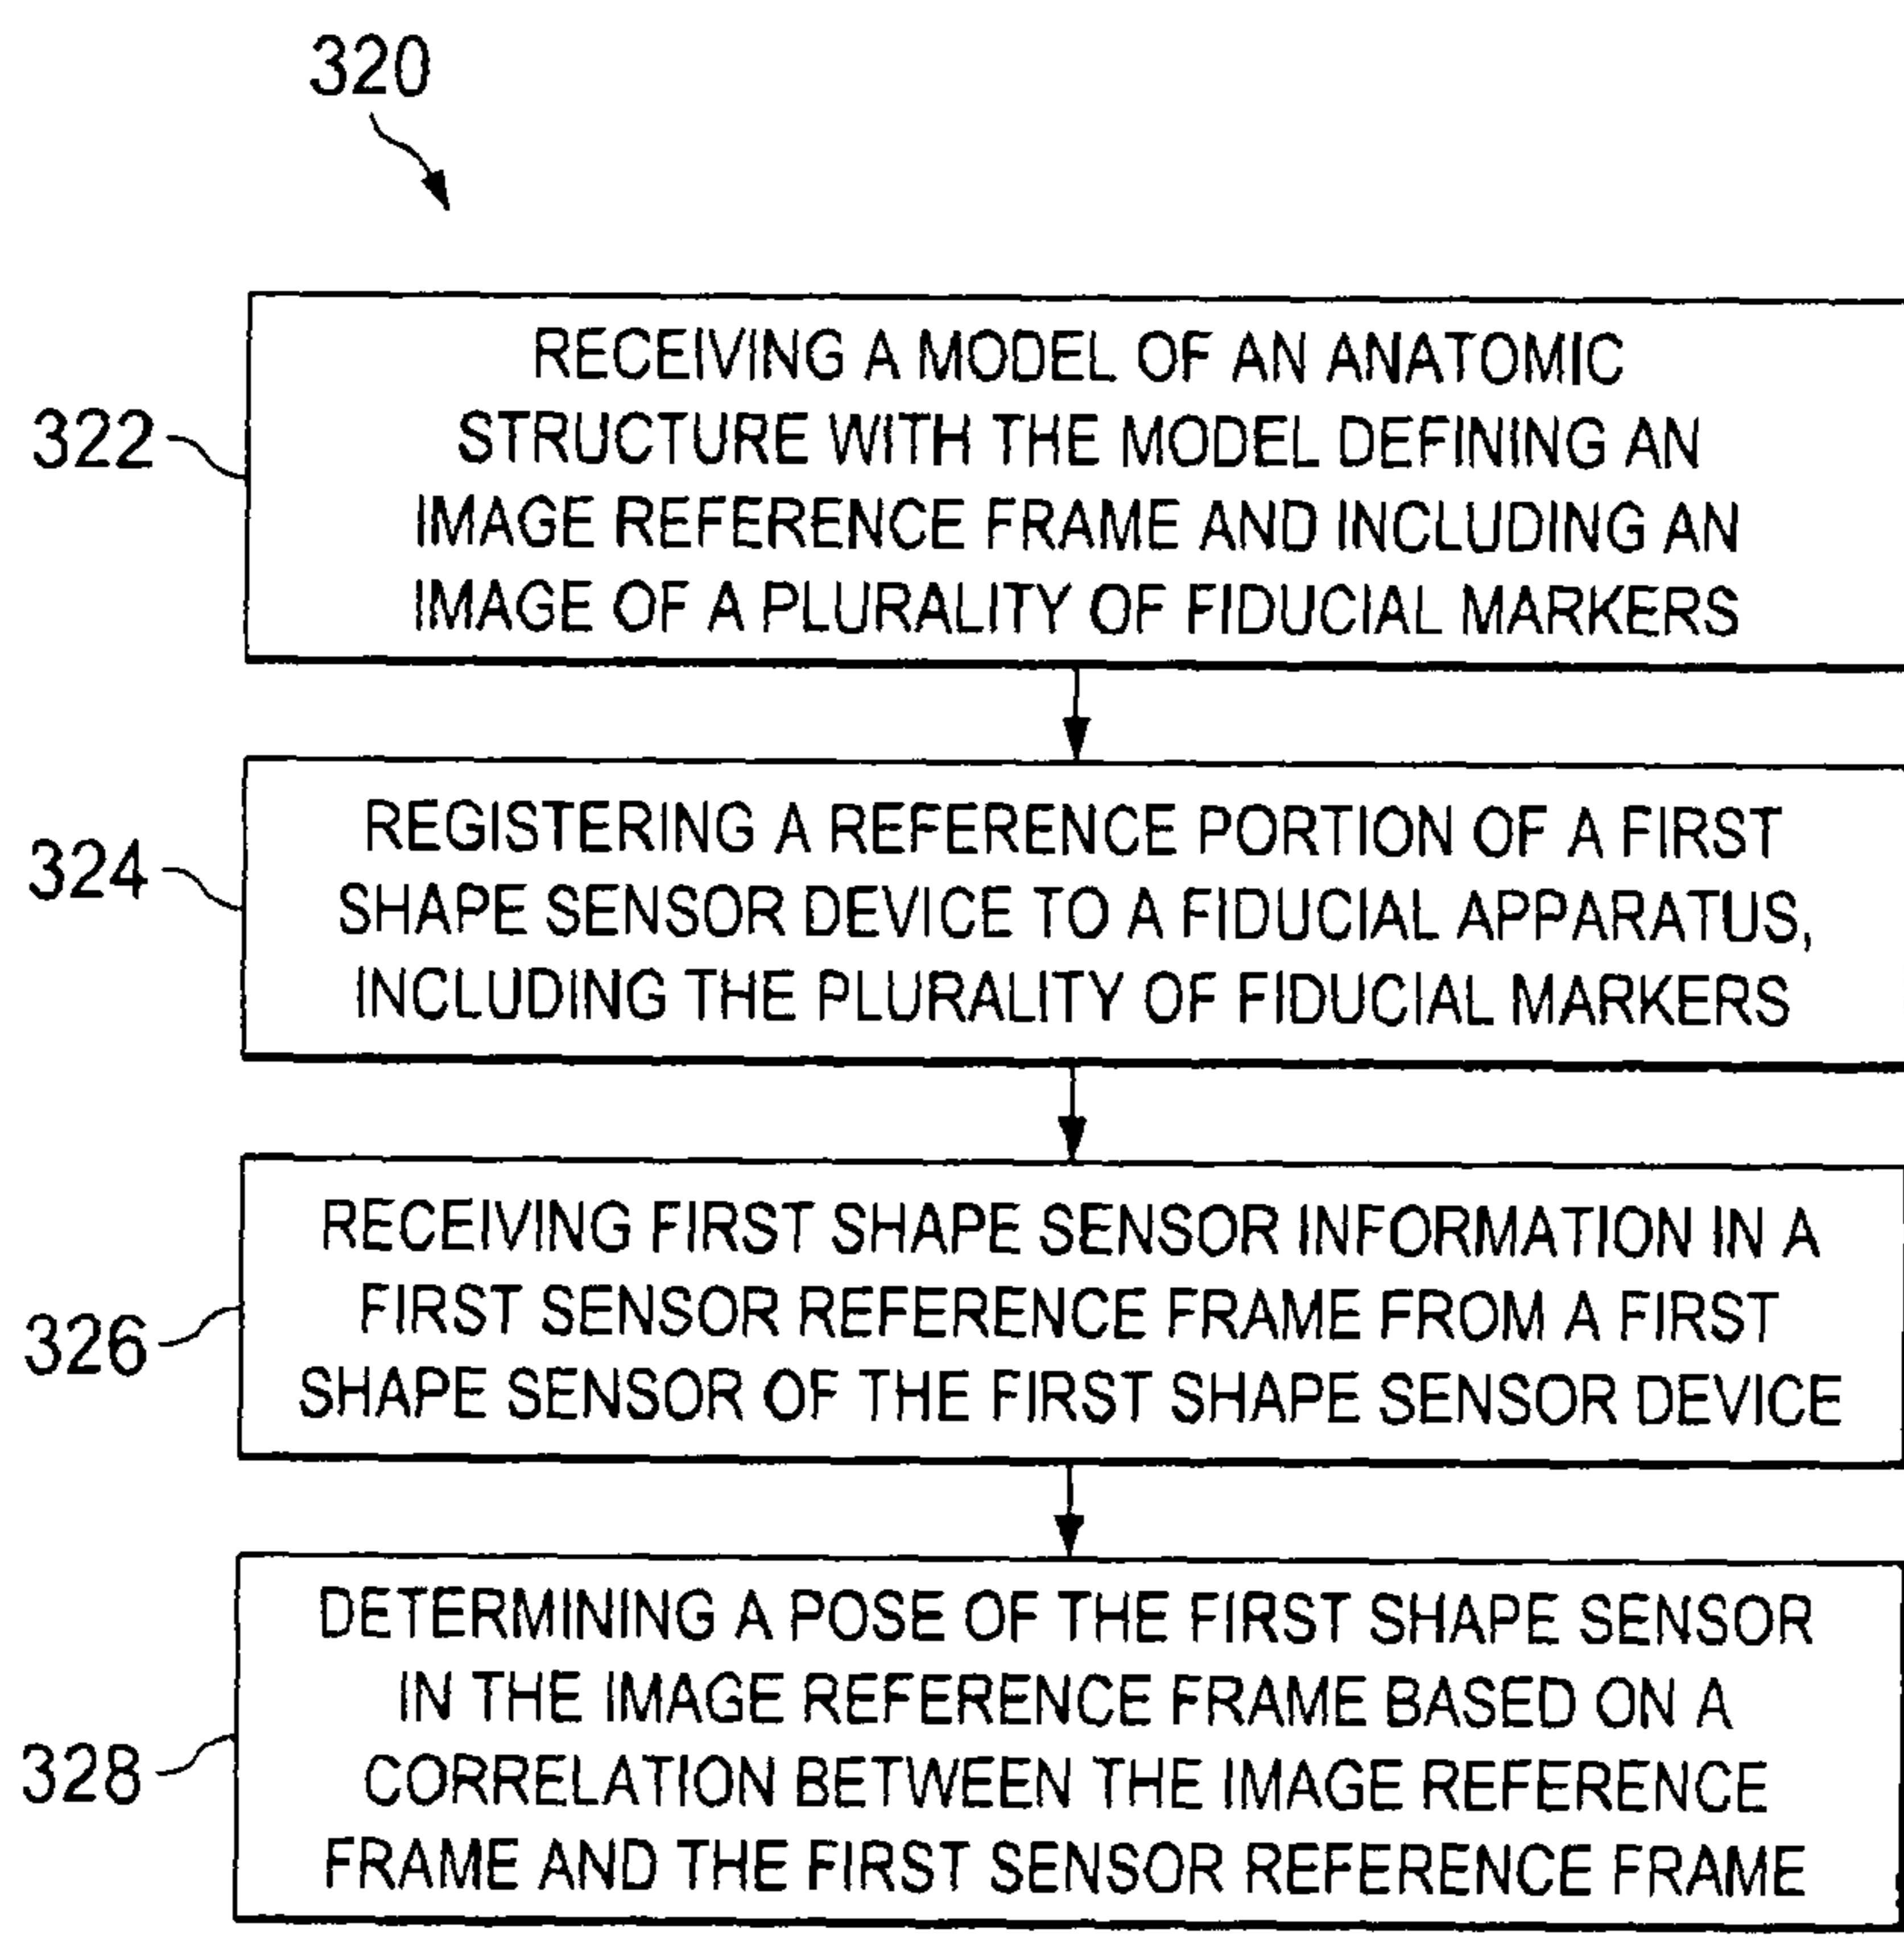 320
322
RECEIVING A MODEL OF AN ANATOMIC
STRUCTURE WITH THE MODEL DEFINING AN
IMAGE REFERENCE FRAME AND INCLUDING AN
IMAGE OF A PLURALITY OF FIDUCIAL MARKERS
324
REGISTERING A REFERENCE PORTION OF A FIRST
SHAPE SENSOR DEVICE TO A FIDUCIAL APPARATUS,
INCLUDING THE PLURALITY OF FIDUCIAL MARKERS
326
RECEIVING FIRST SHAPE SENSOR INFORMATION IN A
FIRST SENSOR REFERENCE FRAME FROM A FIRST
SHAPE SENSOR OF THE FIRST SHAPE SENSOR DEVICE
328
DETERMINING A POSE OF THE FIRST SHAPE SENSOR
IN THE IMAGE REFERENCE FRAME BASED ON A
CORRELATION BETWEEN THE IMAGE REFERENCE
FRAME AND THE FIRST SENSOR REFERENCE FRAME